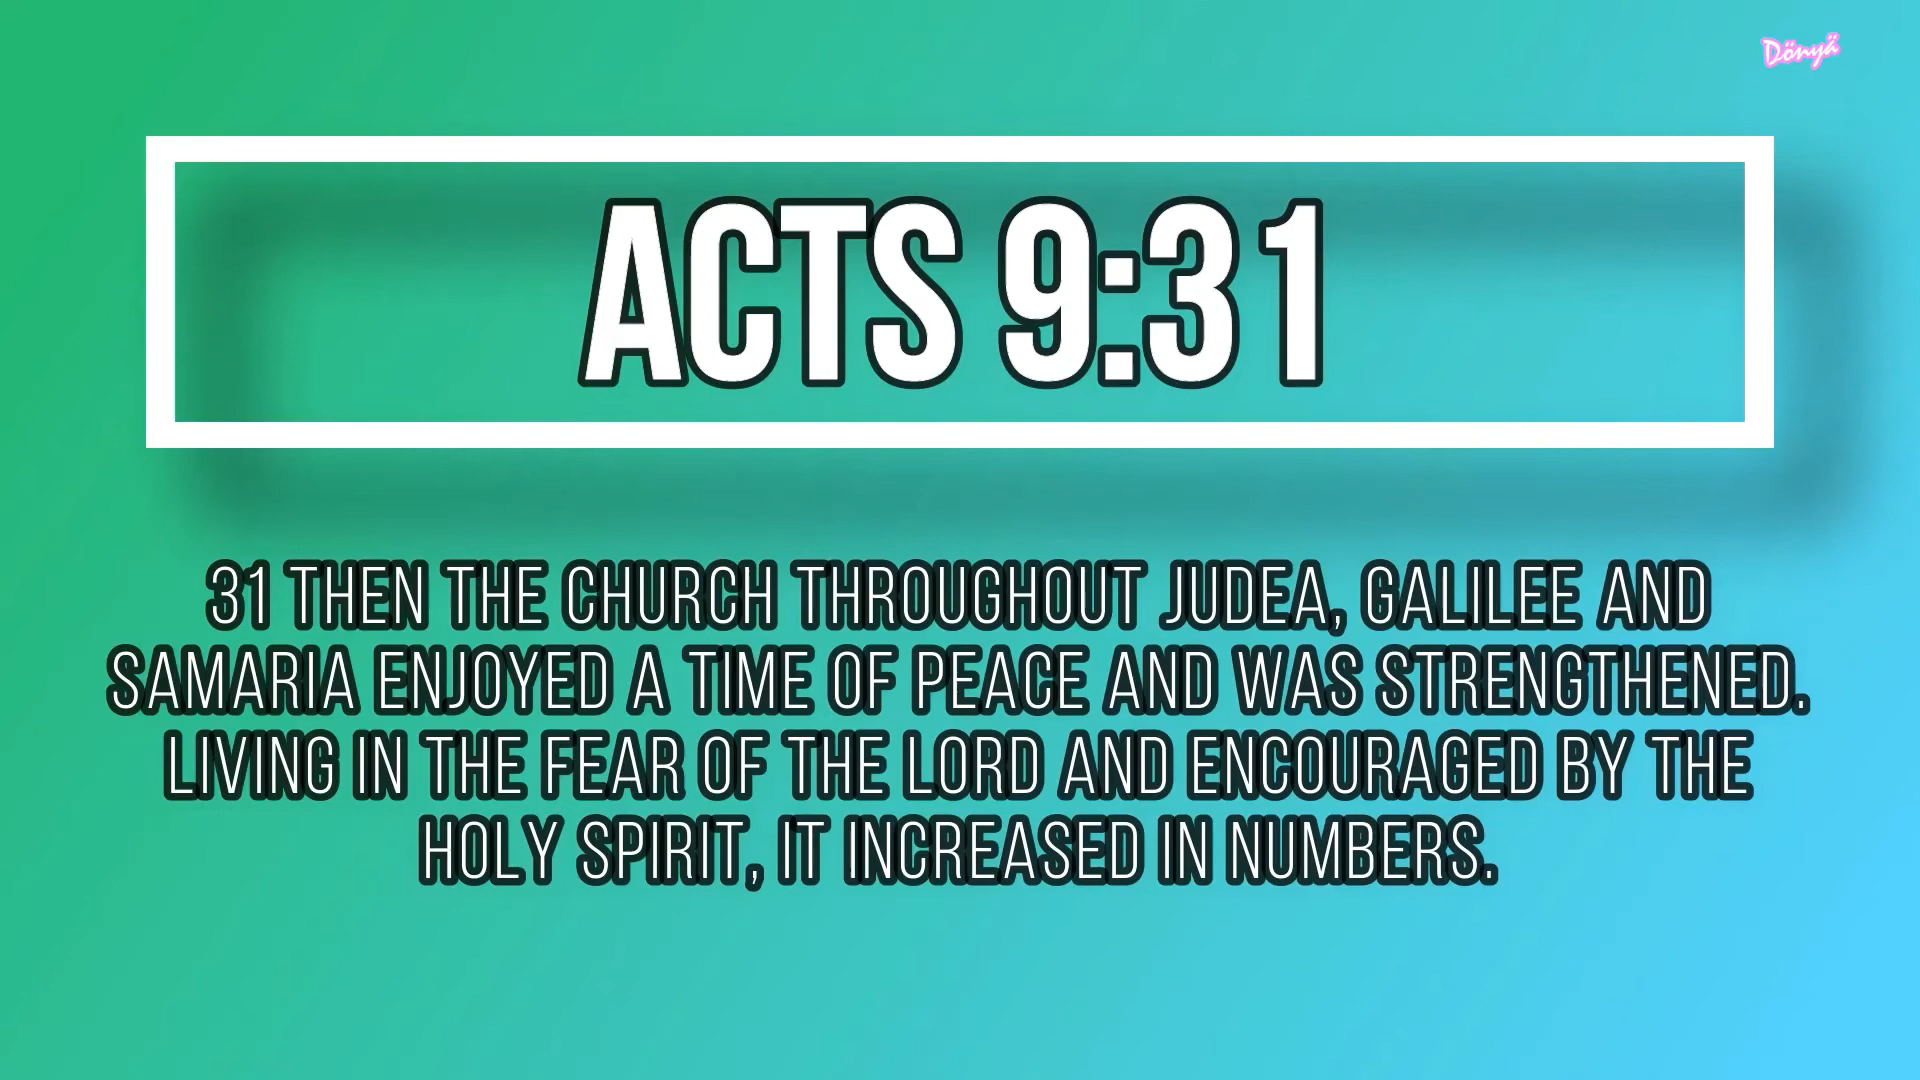 Dönyä
ACTS 9:31
31 THEN THE CHURCH THROUGHOUT JUDEA, GALILEE AND
SAMARIA ENJOYED A TIME OF PEACE AND WAS STRENGTHENED.
LIVING IN THE FEAR OF THE LORD AND ENCOURAGED BY THE
HOLY SPIRIT, IT INCREASED IN NUMBERS.